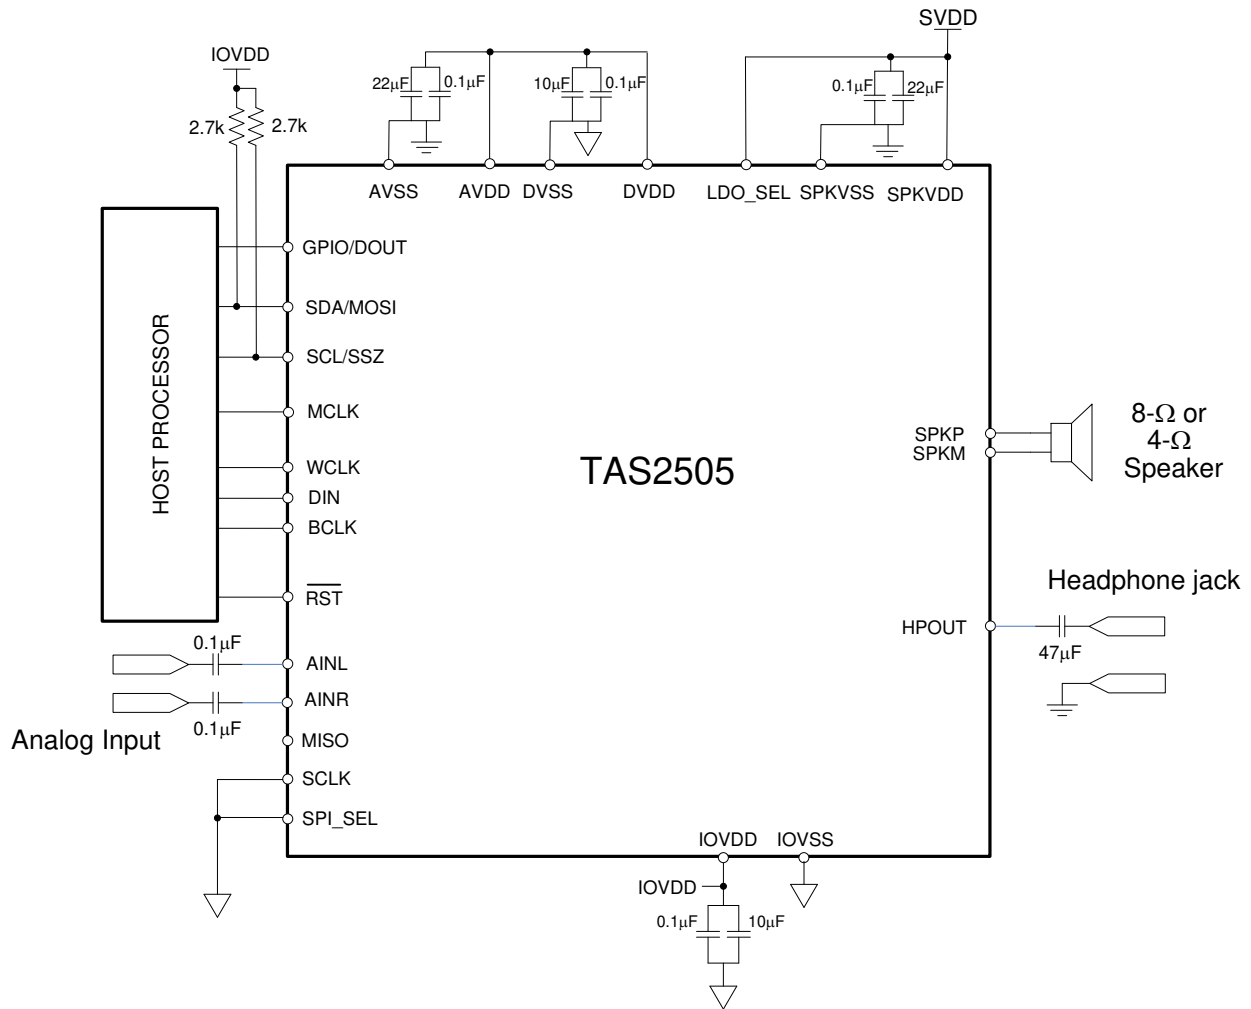 SVDD
IOVDD
22μF
0.1μF
10μF
0.1μF
0.1μF
22μF
2.7k
2.7k
AVSS
AVDD
DVSS
DVDD
LDO_SEL
SPKVSS
SPKVDD
HOST PROCESSOR
GPIO/DOUT
SDA/MOSI
SCL/SSZ
MCLK
WCLK
DIN
BCLK
RST
TAS2505
SPKP
SPKM
8-Ω or
4-Ω
Speaker
Headphone jack
HPOUT
47μF
0.1μF
AINL
AINR
0.1μF
Analog Input
MISO
SCLK
SPI_SEL
IOVDD
IOVSS
IOVDD
0.1μF
10μF